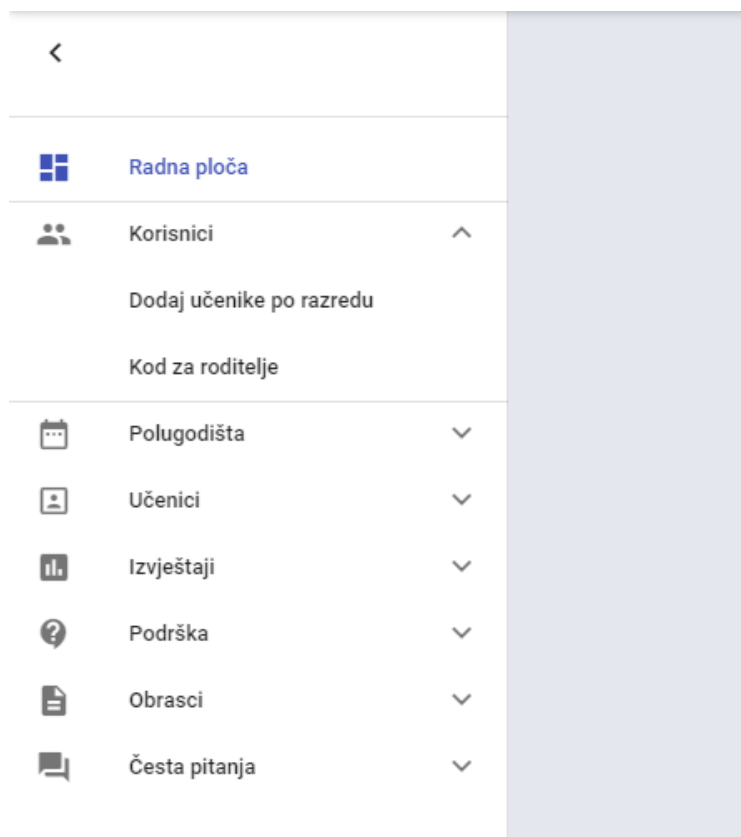 Radna ploča
Korisnici
Dodaj učenike po razredu
Kod za roditelje
Polugodišta
Učenici
Izvještaji
Podrška
Obrasci
Česta pitanja